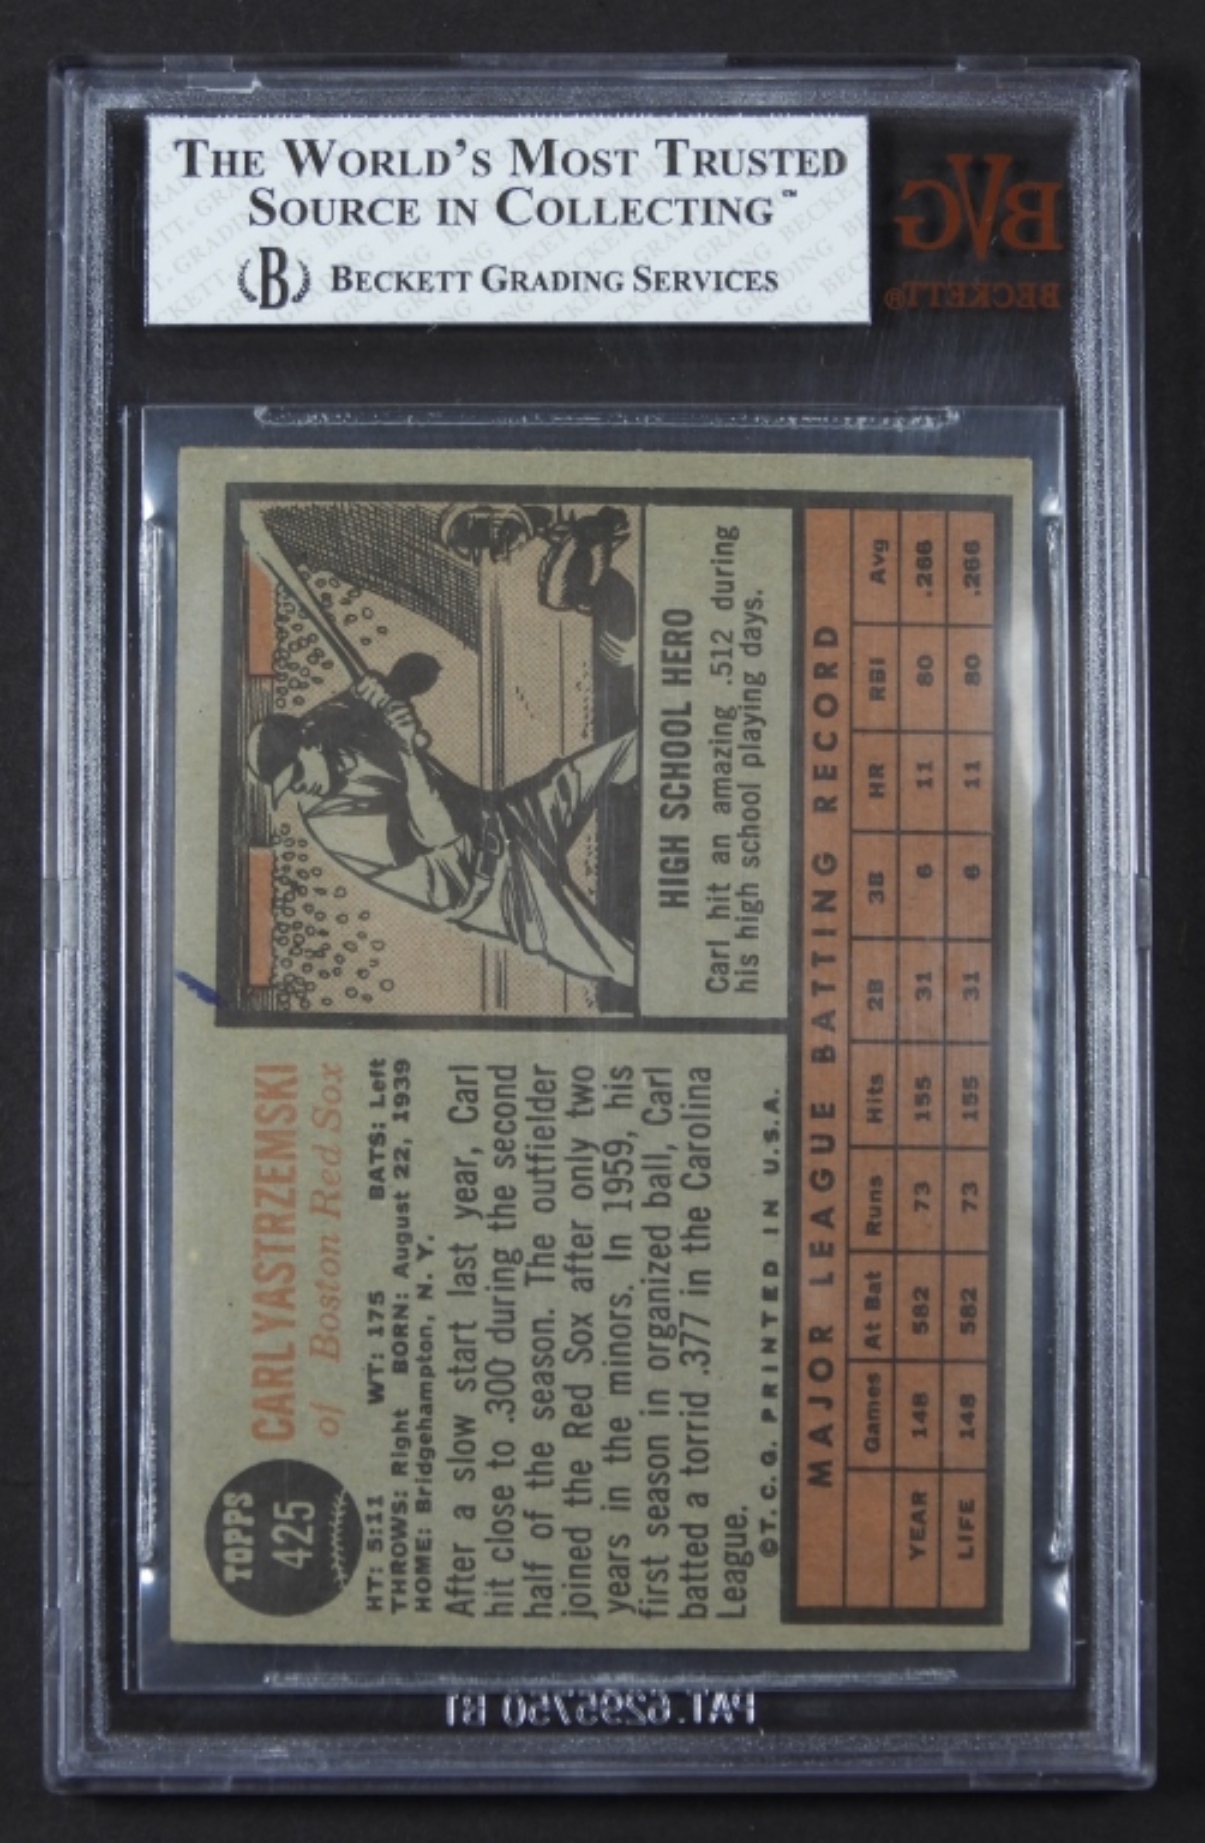 THE WORLD'S MOST TRUSTED
SOURCE IN COLLECTING™
B BECKETT GRADING SERVICES
BVG
BECKETT®
TOPPS
425
CARL YASTRZEMSKI
of Boston Red Sox
HT: 5:11 WT: 175 BATS: Left
THROWS: Right BORN: August 22, 1939
HOME: Bridgehampton, N. Y.
After a slow start last year, Carl
hit close to .300 during the second
half of the season. The outfielder
joined the Red Sox after only two
years in the minors. In 1959, his
first season in organized ball, Carl
batted a torrid .377 in the Carolina
League.
©T. C. G. PRINTED IN U.S.A.
HIGH SCHOOL HERO
Carl hit an amazing .512 during
his high school playing days.
MAJOR LEAGUE BATTING RECORD
Games At Bat Runs Hits 2B 3B HR RBI Avg
YEAR 148 582 73 155 31 6 11 80 .266
LIFE 148 582 73 155 31 6 11 80 .266